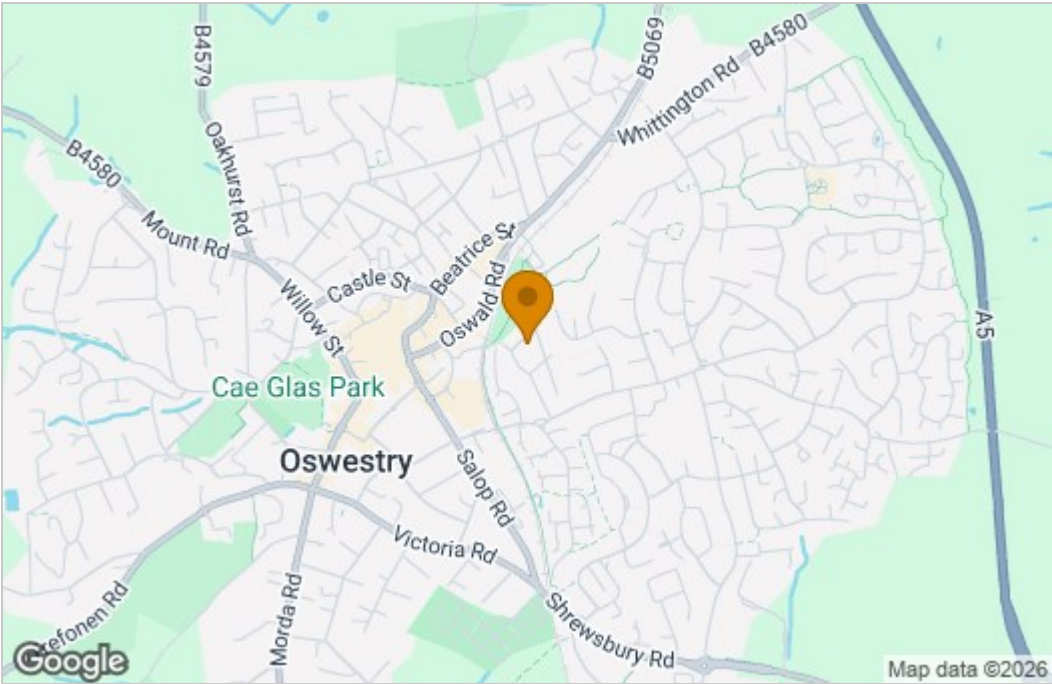 B4579
B5069
B4580
Whittington Rd
B4580
Oakhurst Rd
Mount Rd
Beatrice St
Castle St
Willow St
Oswald Rd
A5
Cae Glas Park
Oswestry
Salop Rd
Victoria Rd
Morda Rd
Shrewsbury Rd
Google
Map data ©2026